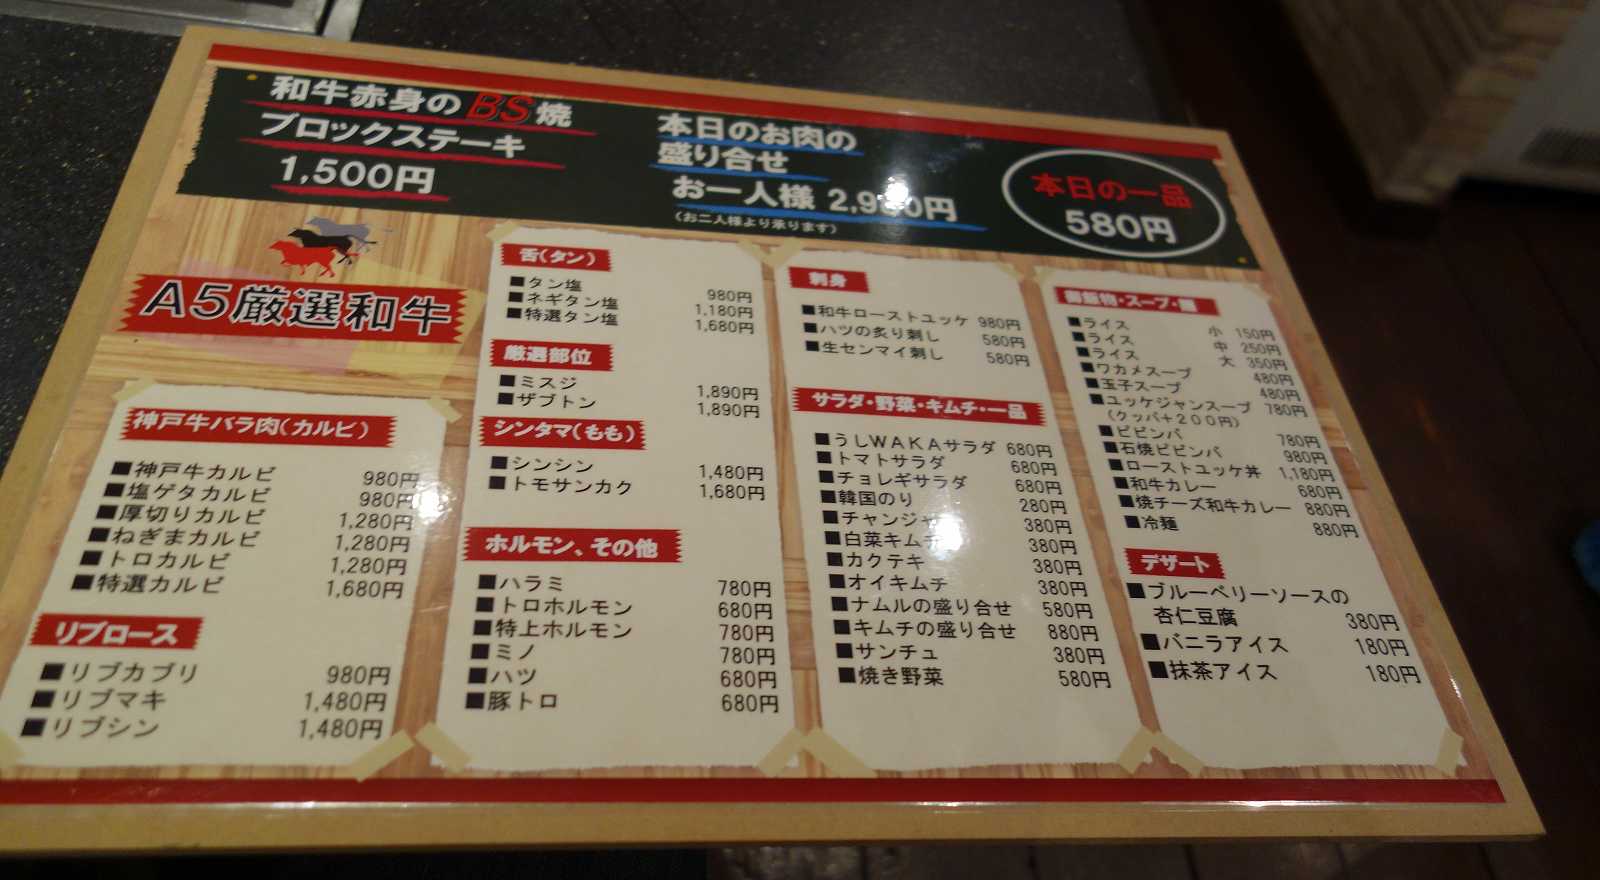 和牛赤身のBS焼
ブロックステーキ
1,500円
本日のお肉の
盛り合せ
お一人様 2,980円
(お二人様より承ります)
本日の一品
580円
A5厳選和牛
神戸牛バラ肉(カルビ)
■神戸牛カルビ 980円
■塩ゲタカルビ 980円
■厚切りカルビ 1,280円
■ねぎまカルビ 1,280円
■トロカルビ 1,280円
■特選カルビ 1,680円
リブロース
■リブカブリ 980円
■リブマキ 1,480円
■リブシン 1,480円
舌(タン)
■タン塩 980円
■ネギタン塩 1,180円
■特選タン塩 1,680円
厳選部位
■ミスジ 1,890円
■ザブトン 1,890円
シンタマ(もも)
■シンシン 1,480円
■トモサンカク 1,680円
ホルモン、その他
■ハラミ 780円
■トロホルモン 680円
■特上ホルモン 780円
■ミノ 780円
■ハツ 680円
■豚トロ 680円
刺身
■和牛ローストユッケ 980円
■ハツの炙り刺し 580円
■生センマイ刺し 580円
サラダ・野菜・キムチ・一品
■うしWAKAサラダ 680円
■トマトサラダ 680円
■チョレギサラダ 680円
■韓国のり 280円
■チャンジャ 380円
■白菜キムチ 380円
■カクテキ 380円
■オイキムチ 380円
■ナムルの盛り合せ 580円
■キムチの盛り合せ 880円
■サンチュ 380円
■焼き野菜 580円
御飯物・スープ・麺
■ライス 小 150円
■ライス 中 250円
■ライス 大 350円
■ワカメスープ 480円
■玉子スープ 480円
■ユッケジャンスープ 780円
(クッパ+200円)
■ビビンバ 780円
■石焼ビビンバ 980円
■ローストユッケ丼 1,180円
■和牛カレー 680円
■焼チーズ和牛カレー 880円
■冷麺 880円
デザート
■ブルーベリーソースの
杏仁豆腐 380円
■バニラアイス 180円
■抹茶アイス 180円